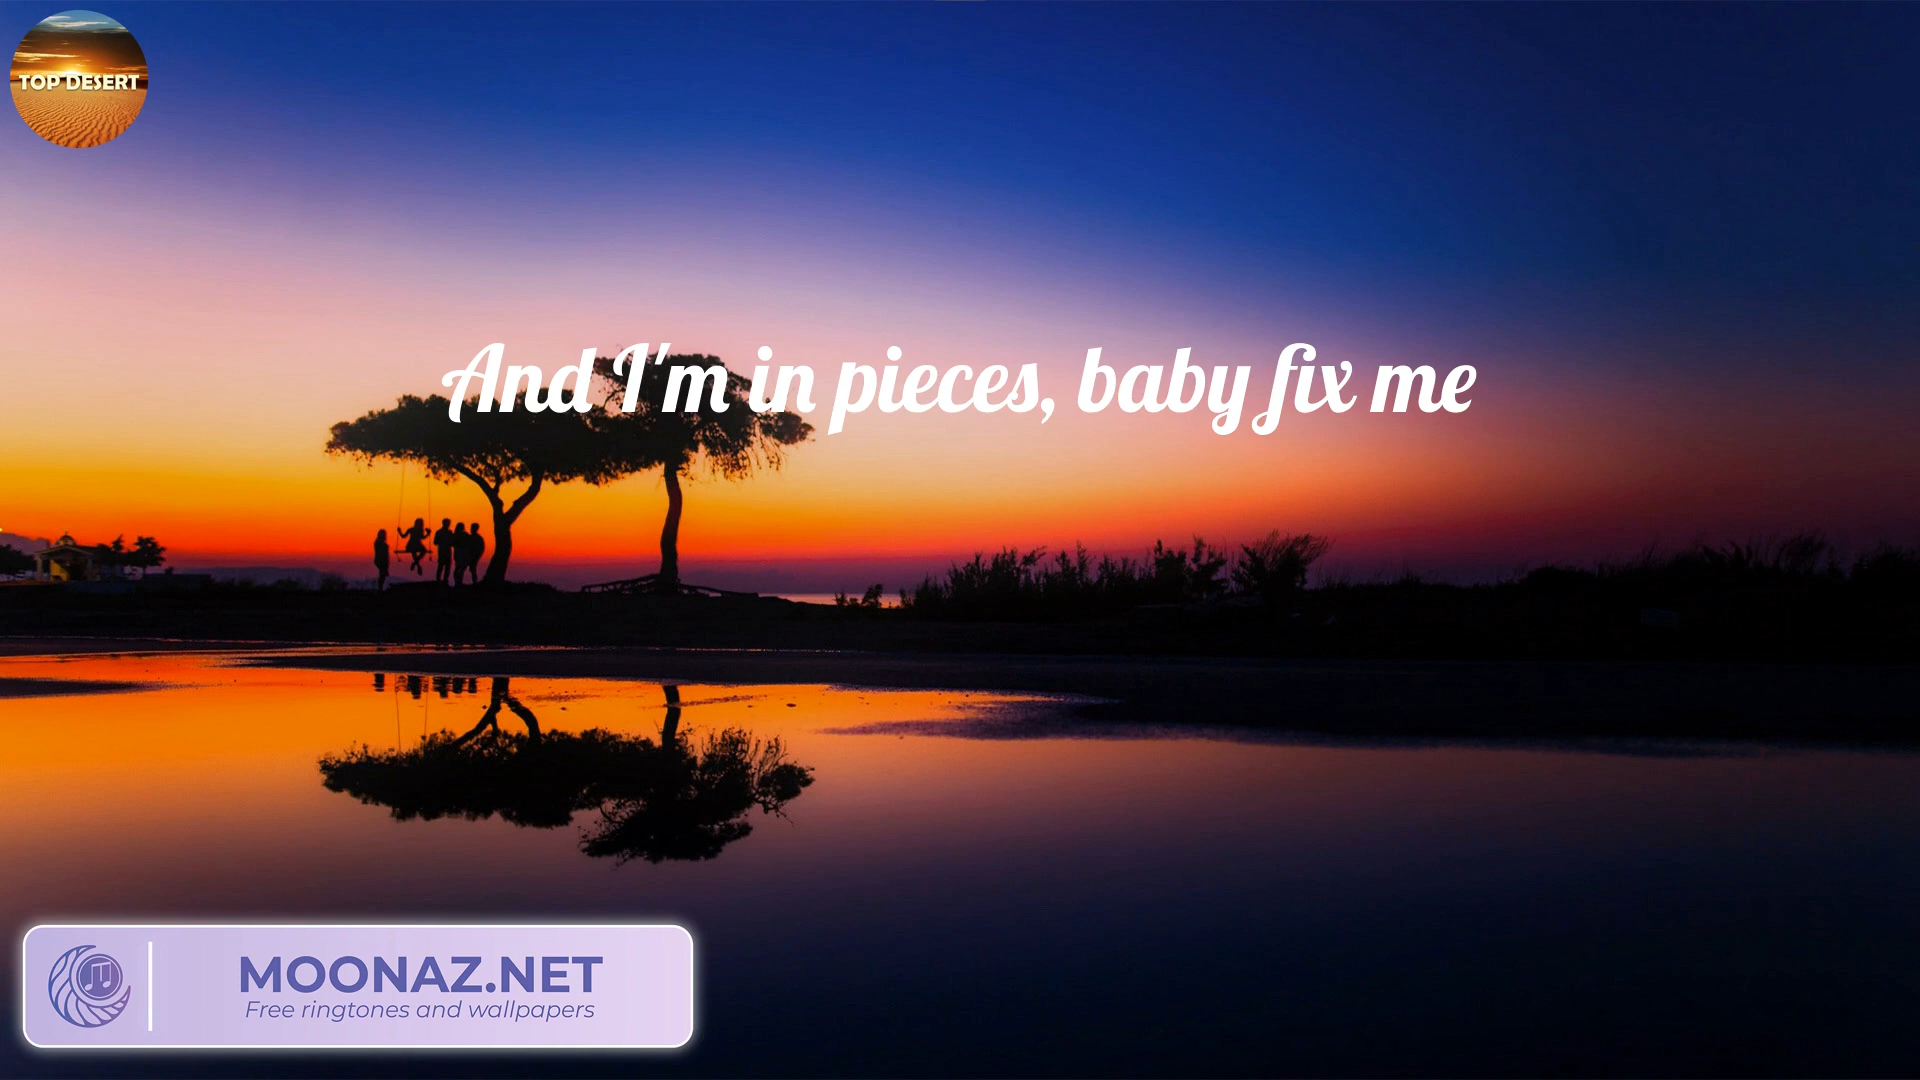 TOP DESERT
And I'm in pieces, baby fix me
MOONAZ.NET
Free ringtones and wallpapers